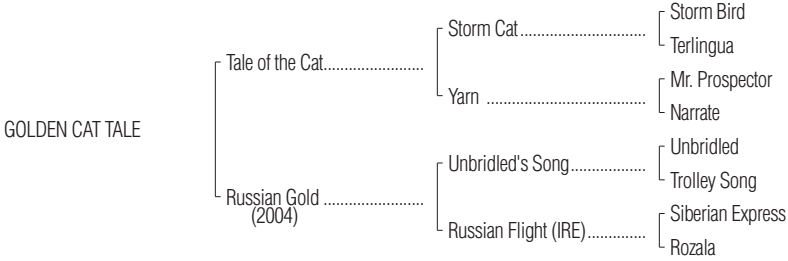 Storm Bird
Storm Cat..............................
Terlingua
Tale of the Cat.......................
Mr. Prospector
Yarn ......................................
Narrate
GOLDEN CAT TALE
Unbridled
Unbridled's Song..................
Trolley Song
Russian Gold .......................
(2004)
Siberian Express
Russian Flight (IRE)..............
Rozala